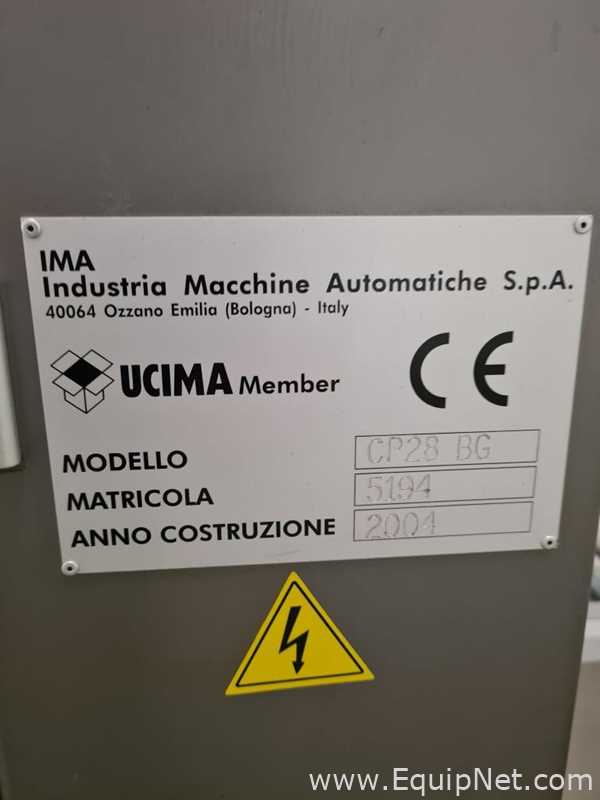 IMA
Industria Macchine Automatiche S.p.A.
40064 Ozzano Emilia (Bologna) - Italy
UCIMA Member
CE
MODELLO CP28 BG
MATRICOLA 5194
ANNO COSTRUZIONE 2004
www.EquipNet.com